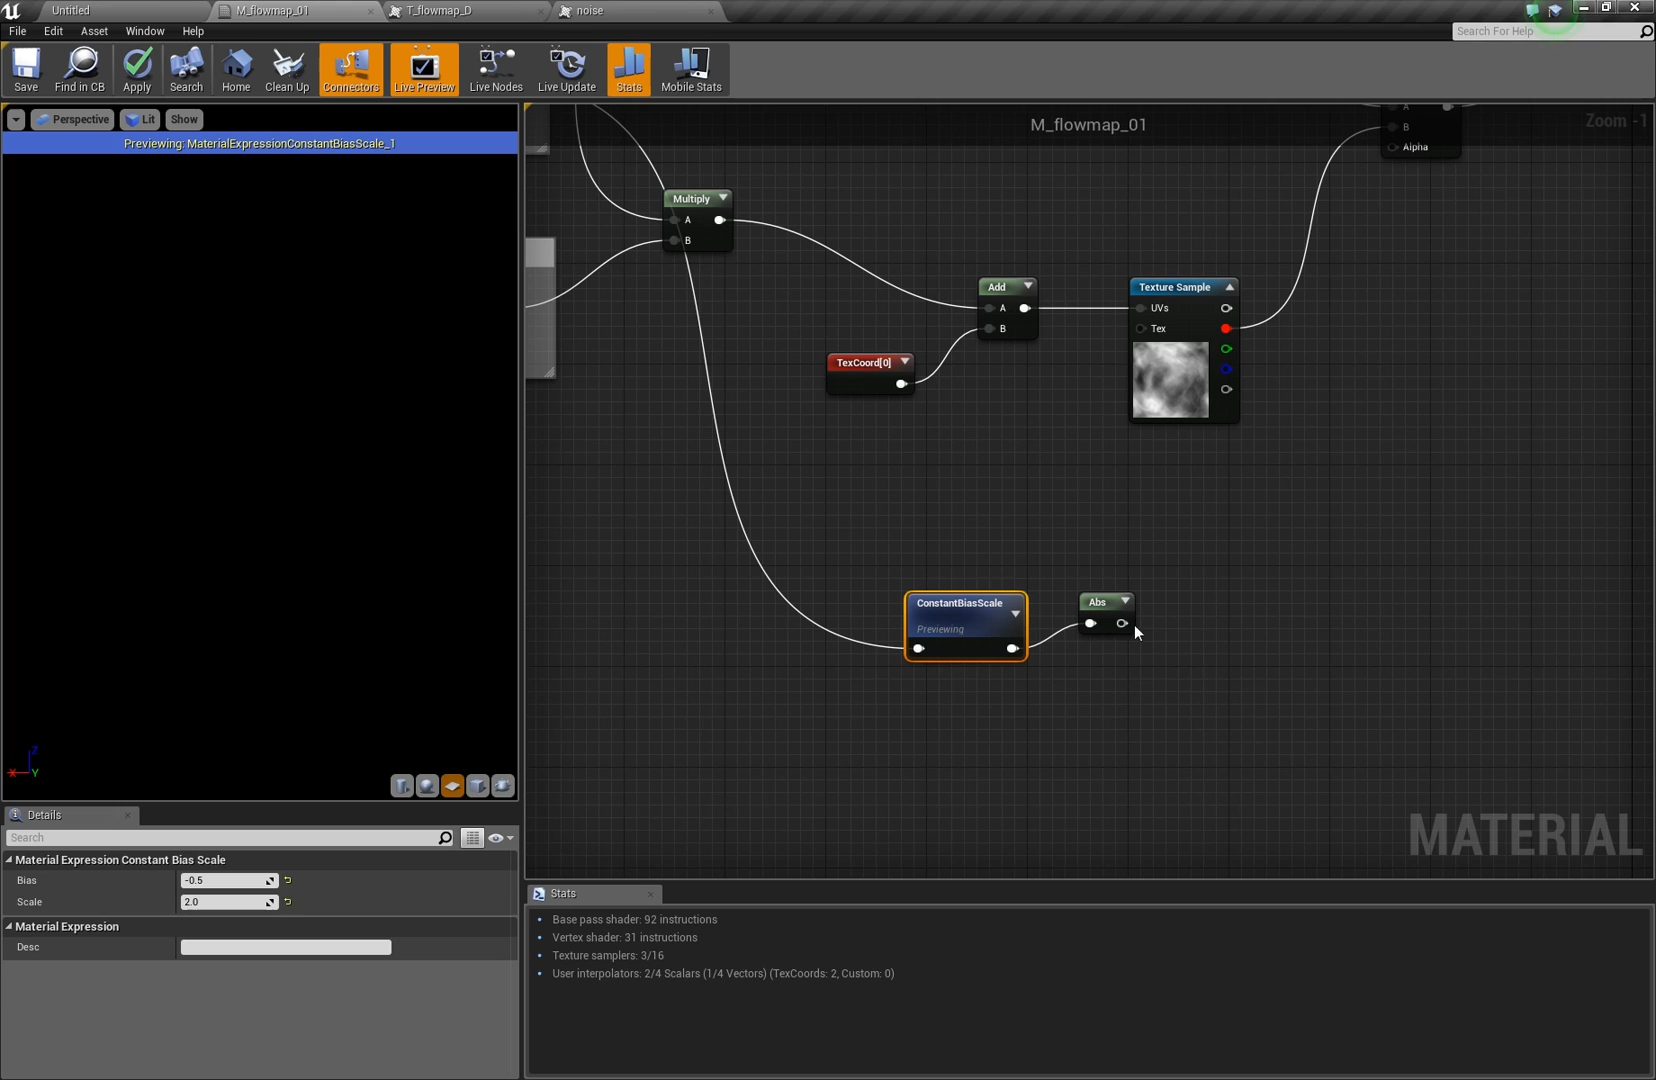 Untitled
M_flowmap_01
T_flowmap_D
noise
File Edit Asset Window Help
Search For Help
Save
Find in CB
Apply
Search
Home
Clean Up
Connectors
Live Preview
Live Nodes
Live Update
Stats
Mobile Stats
Perspective
Lit
Show
Previewing: MaterialExpressionConstantBiasScale_1
Z
X
Y
M_flowmap_01
Zoom -1
A
B
Alpha
Multiply
A
B
Add
A
B
Texture Sample
UVs
Tex
TexCoord[0]
ConstantBiasScale
Previewing
Abs
MATERIAL
Details
Search
Material Expression Constant Bias Scale
Bias -0.5
Scale 2.0
Material Expression
Desc
Stats
Base pass shader: 92 instructions
Vertex shader: 31 instructions
Texture samplers: 3/16
User interpolators: 2/4 Scalars (1/4 Vectors) (TexCoords: 2, Custom: 0)